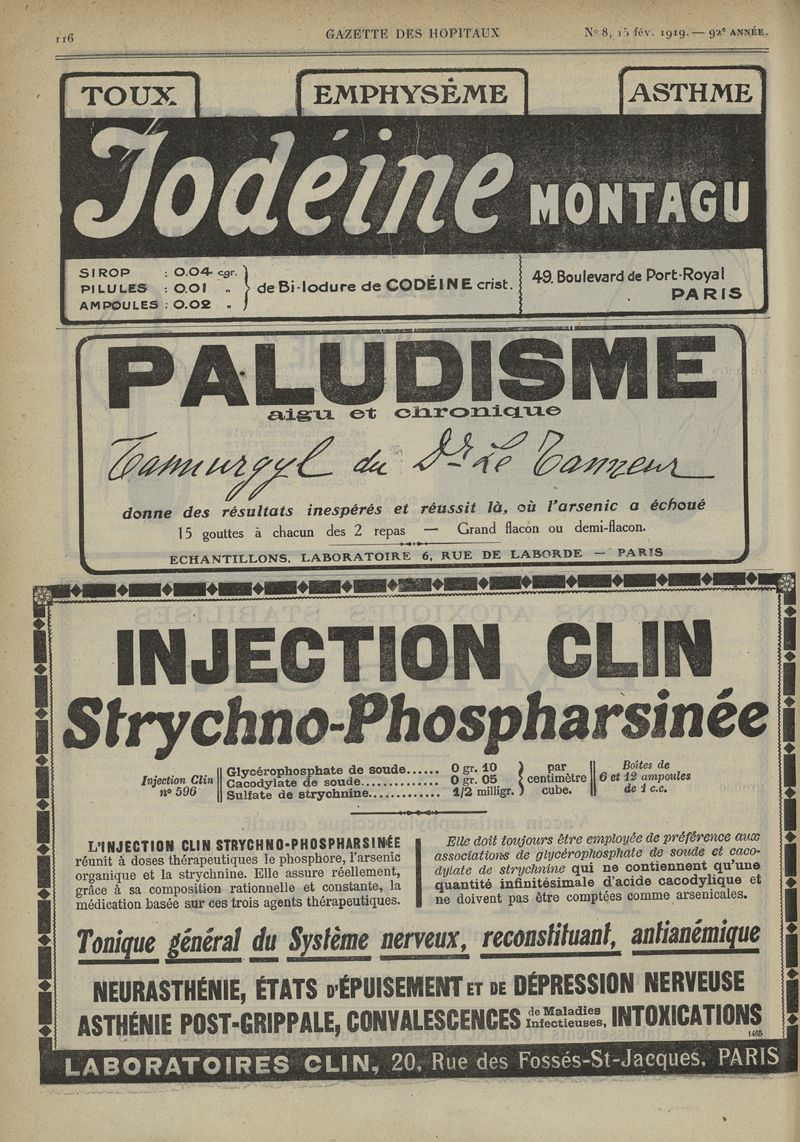 116 GAZETTE DES HOPITAUX N° 8, 15 fév. 1919. — 92e ANNÉE.
TOUX EMPHYSÈME ASTHME
Iodéine MONTAGU
SIROP : 0.04 cgr.
PILULES : 0.01 „
AMPOULES : 0.02 „
de Bi-Iodure de CODÉINE crist.
49. Boulevard de Port-Royal
PARIS
PALUDISME
aigu et chronique
Tannurgyl du Dr Le Tanneur
donne des résultats inespérés et réussit là, où l'arsenic a échoué
15 gouttes à chacun des 2 repas — Grand flacon ou demi-flacon.
ECHANTILLONS, LABORATOIRE 6, RUE DE LABORDE — PARIS
INJECTION CLIN
Strychno-Phospharsinée
Injection Clin
n° 596
Glycérophosphate de soude...... 0 gr. 10
Cacodylate de soude.............. 0 gr. 05
Sulfate de strychnine............. 1/2 milligr.
par
centimètre
cube.
Boîtes de
6 et 12 ampoules
de 1 c.c.
L'INJECTION CLIN STRYCHNO-PHOSPHARSINÉE
réunit à doses thérapeutiques le phosphore, l'arsenic
organique et la strychnine. Elle assure réellement,
grâce à sa composition rationnelle et constante, la
médication basée sur ces trois agents thérapeutiques.
Elle doit toujours être employée de préférence aux
associations de glycérophosphate de soude et caco-
dylate de strychnine qui ne contiennent qu'une
quantité infinitésimale d'acide cacodylique et
ne doivent pas être comptées comme arsenicales.
Tonique général du Système nerveux, reconstituant, antianémique
NEURASTHÉNIE, ÉTATS D'ÉPUISEMENT ET DE DÉPRESSION NERVEUSE
ASTHÉNIE POST-GRIPPALE, CONVALESCENCES de Maladies Infectieuses, INTOXICATIONS
1465
LABORATOIRES CLIN, 20, Rue des Fossés-St-Jacques, PARIS